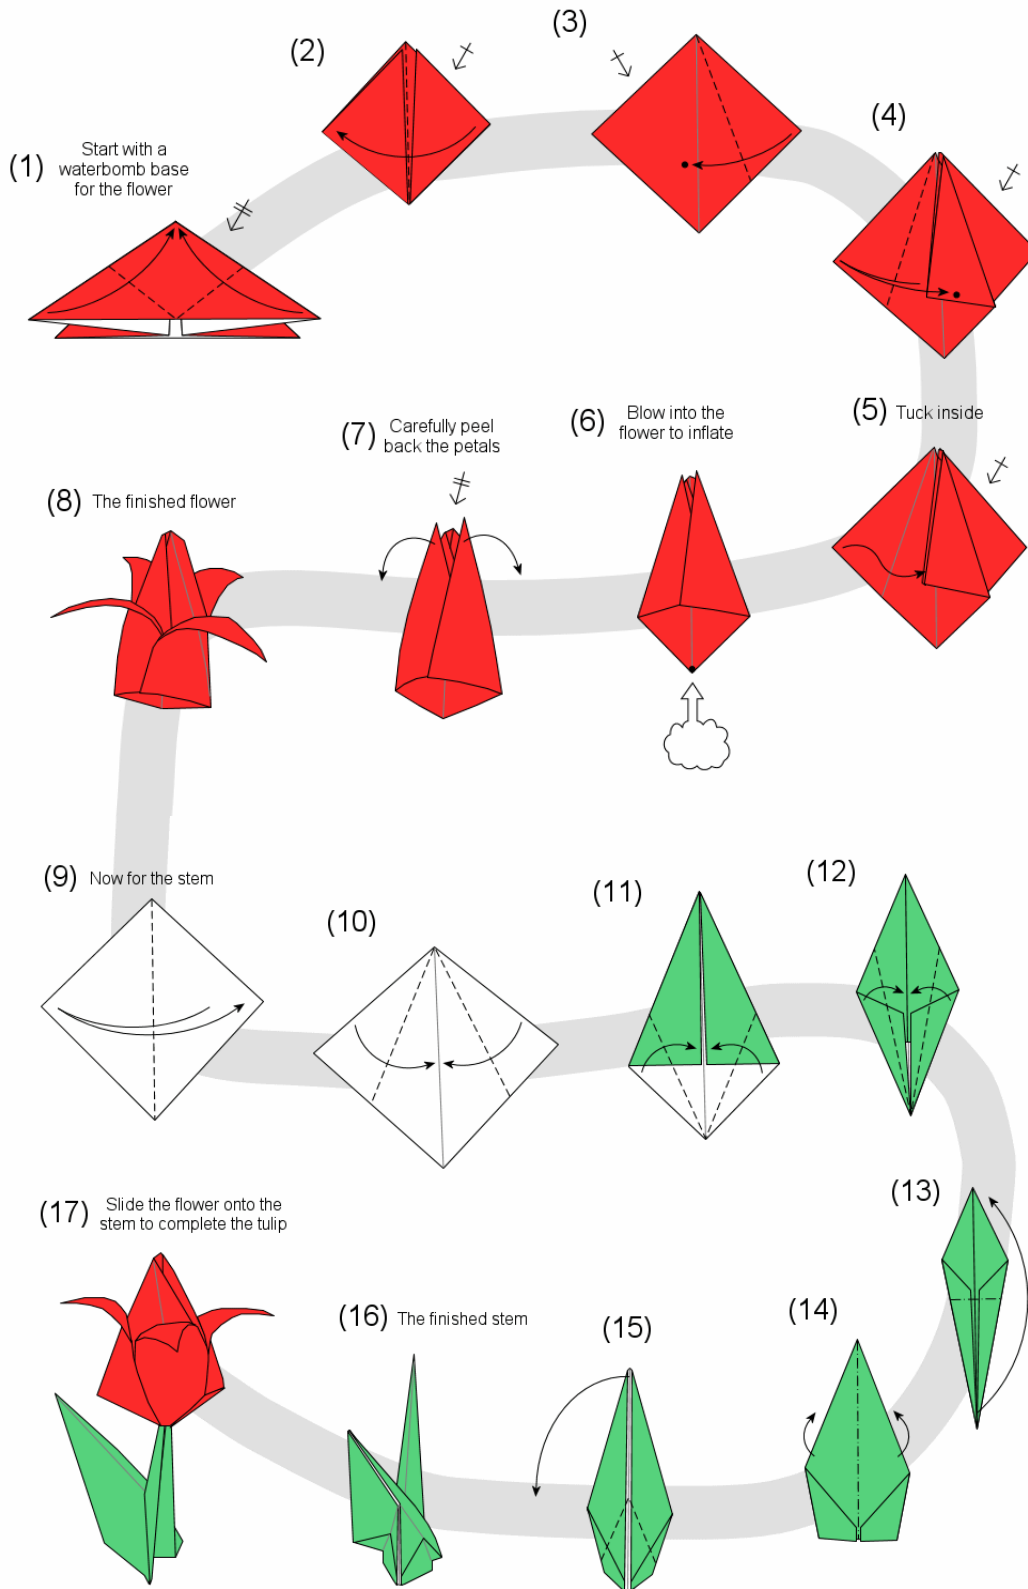 (1)
Start with a
waterbomb base
for the flower
(2)
(3)
(4)
(5)
Tuck inside
(6)
Blow into the
flower to inflate
(7)
Carefully peel
back the petals
(8)
The finished flower
(9)
Now for the stem
(10)
(11)
(12)
(13)
(14)
(15)
(16)
The finished stem
(17)
Slide the flower onto the
stem to complete the tulip